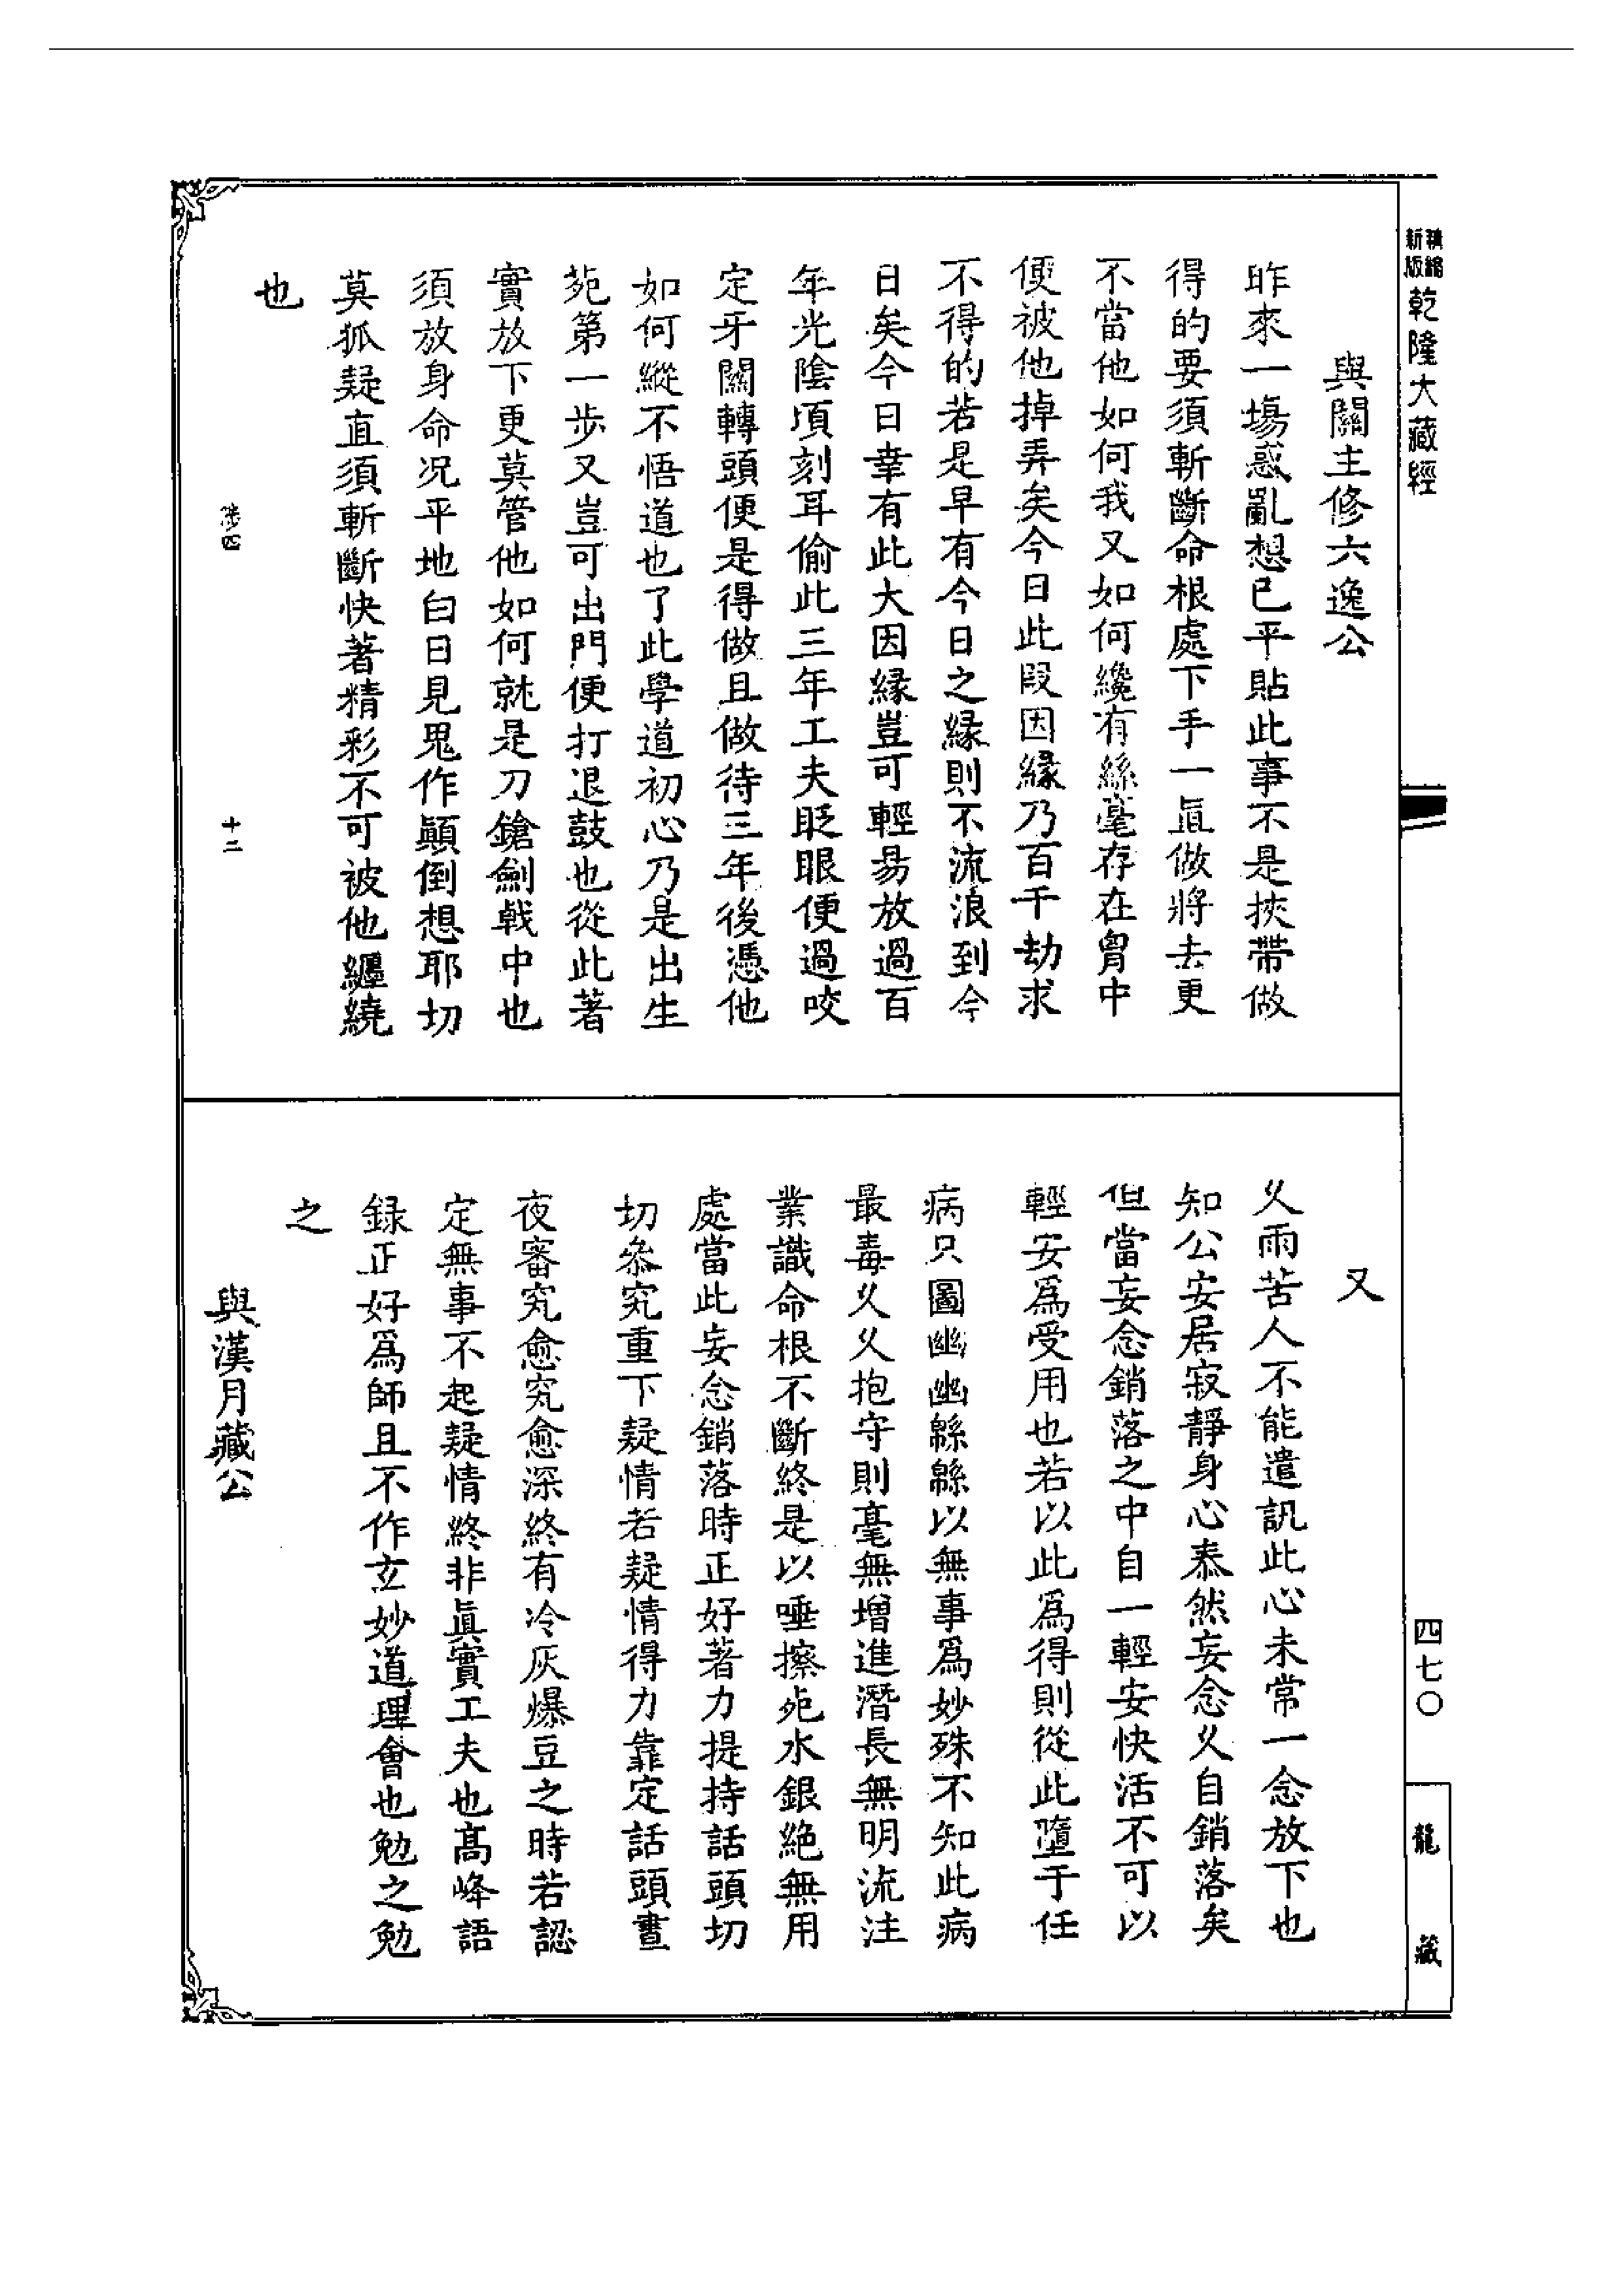 精縮
新版
乾隆大藏經
與關主修六逸公
昨來一場惑亂想已平貼此事不是挾帶做
得的要須斬斷命根處下手一眞做將去更
不當他如何我又如何纔有絲毫存在胷中
便被他掉弄矣今日此段因緣乃百千劫求
不得的若是早有今日之緣則不流浪到今
日矣今日幸有此大因緣豈可輕易放過百
年光陰頃刻耳偷此三年工夫眨眼便過咬
定牙關轉頭便是得做且做待三年後憑他
如何縱不悟道也了此學道初心乃是出生
死第一步又豈可出門便打退鼓也從此著
實放下更莫管他如何就是刀鎗劍戟中也
須放身命况平地白日見鬼作顚倒想耶切
莫狐疑直須斬斷快著精彩不可被他纏繞
也
十二
又
乆雨苦人不能遣訊此心未常一念放下也
知公安居寂靜身心泰然妄念乆自銷落矣
但當妄念銷落之中自一輕安快活不可以
輕安爲受用也若以此爲得則從此墮于任
病只圖幽幽緜緜以無事爲妙殊不知此病
最毒乆乆抱守則毫無增進潛長無明流注
業識命根不斷終是以唾擦死水銀絶無用
處當此妄念銷落時正好著力提持話頭切
切叅究重下疑情若疑情得力靠定話頭晝
夜審究愈究愈深終有冷灰爆豆之時若認
定無事不起疑情終非眞實工夫也髙峰語
録正好爲師且不作玄妙道理會也勉之勉
之
與漢月藏公
四七〇
龍藏